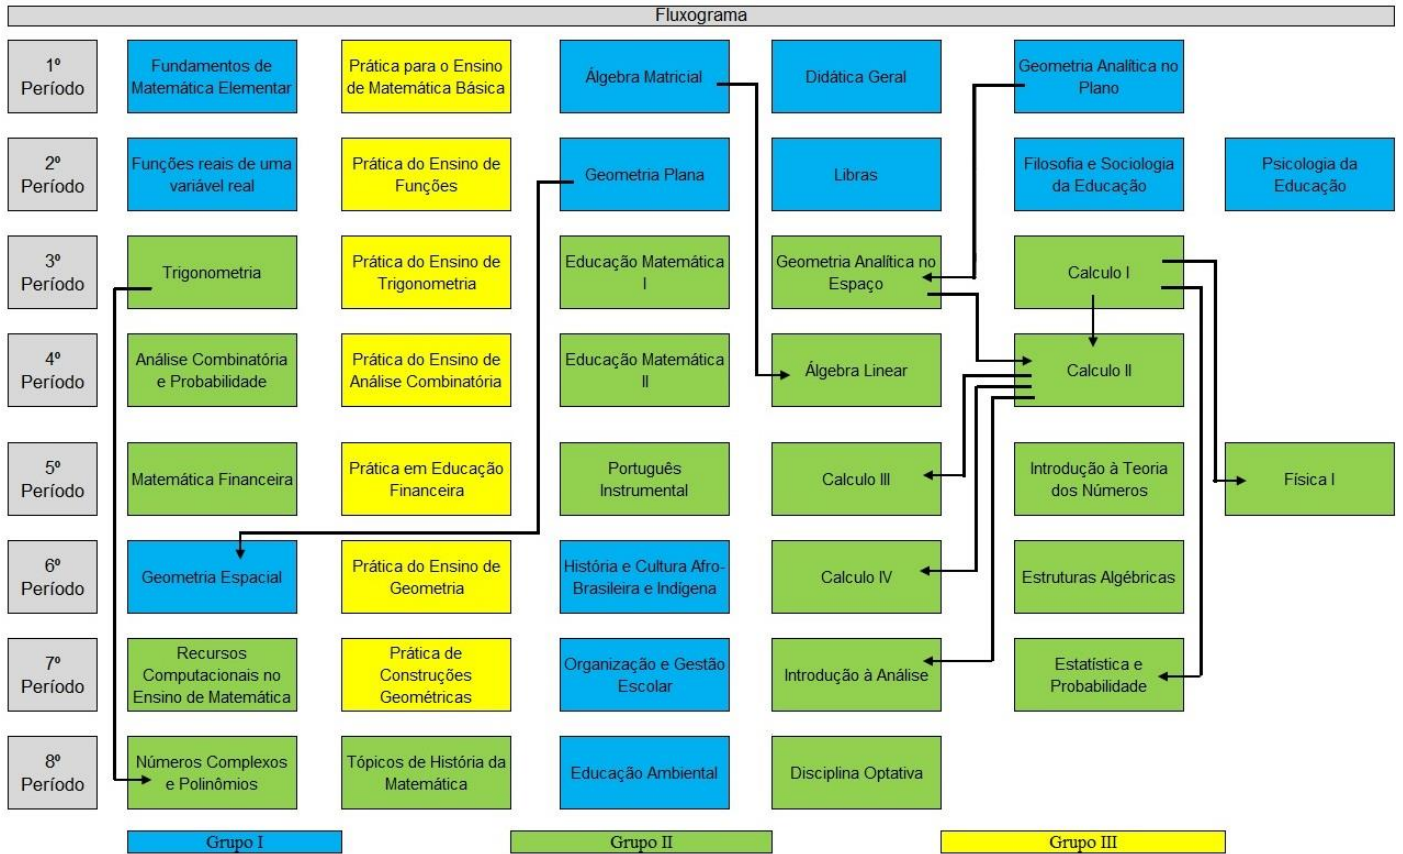 Fluxograma
1º
Período
Fundamentos de
Matemática Elementar
Prática para o Ensino
de Matemática Básica
Álgebra Matricial
Didática Geral
Geometria Analítica no
Plano
2º
Período
Funções reais de uma
variável real
Prática do Ensino de
Funções
Geometria Plana
Libras
Filosofia e Sociologia
da Educação
Psicologia da
Educação
3º
Período
Trigonometria
Prática do Ensino de
Trigonometria
Educação Matemática
I
Geometria Analítica no
Espaço
Calculo I
4º
Período
Análise Combinatória
e Probabilidade
Prática do Ensino de
Análise Combinatória
Educação Matemática
II
Álgebra Linear
Calculo II
5º
Período
Matemática Financeira
Prática em Educação
Financeira
Português
Instrumental
Calculo III
Introdução à Teoria
dos Números
Física I
6º
Período
Geometria Espacial
Prática do Ensino de
Geometria
História e Cultura Afro-
Brasileira e Indígena
Calculo IV
Estruturas Algébricas
7º
Período
Recursos
Computacionais no
Ensino de Matemática
Prática de
Construções
Geométricas
Organização e Gestão
Escolar
Introdução à Análise
Estatística e
Probabilidade
8º
Período
Números Complexos
e Polinômios
Tópicos de História da
Matemática
Educação Ambiental
Disciplina Optativa
Grupo I
Grupo II
Grupo III